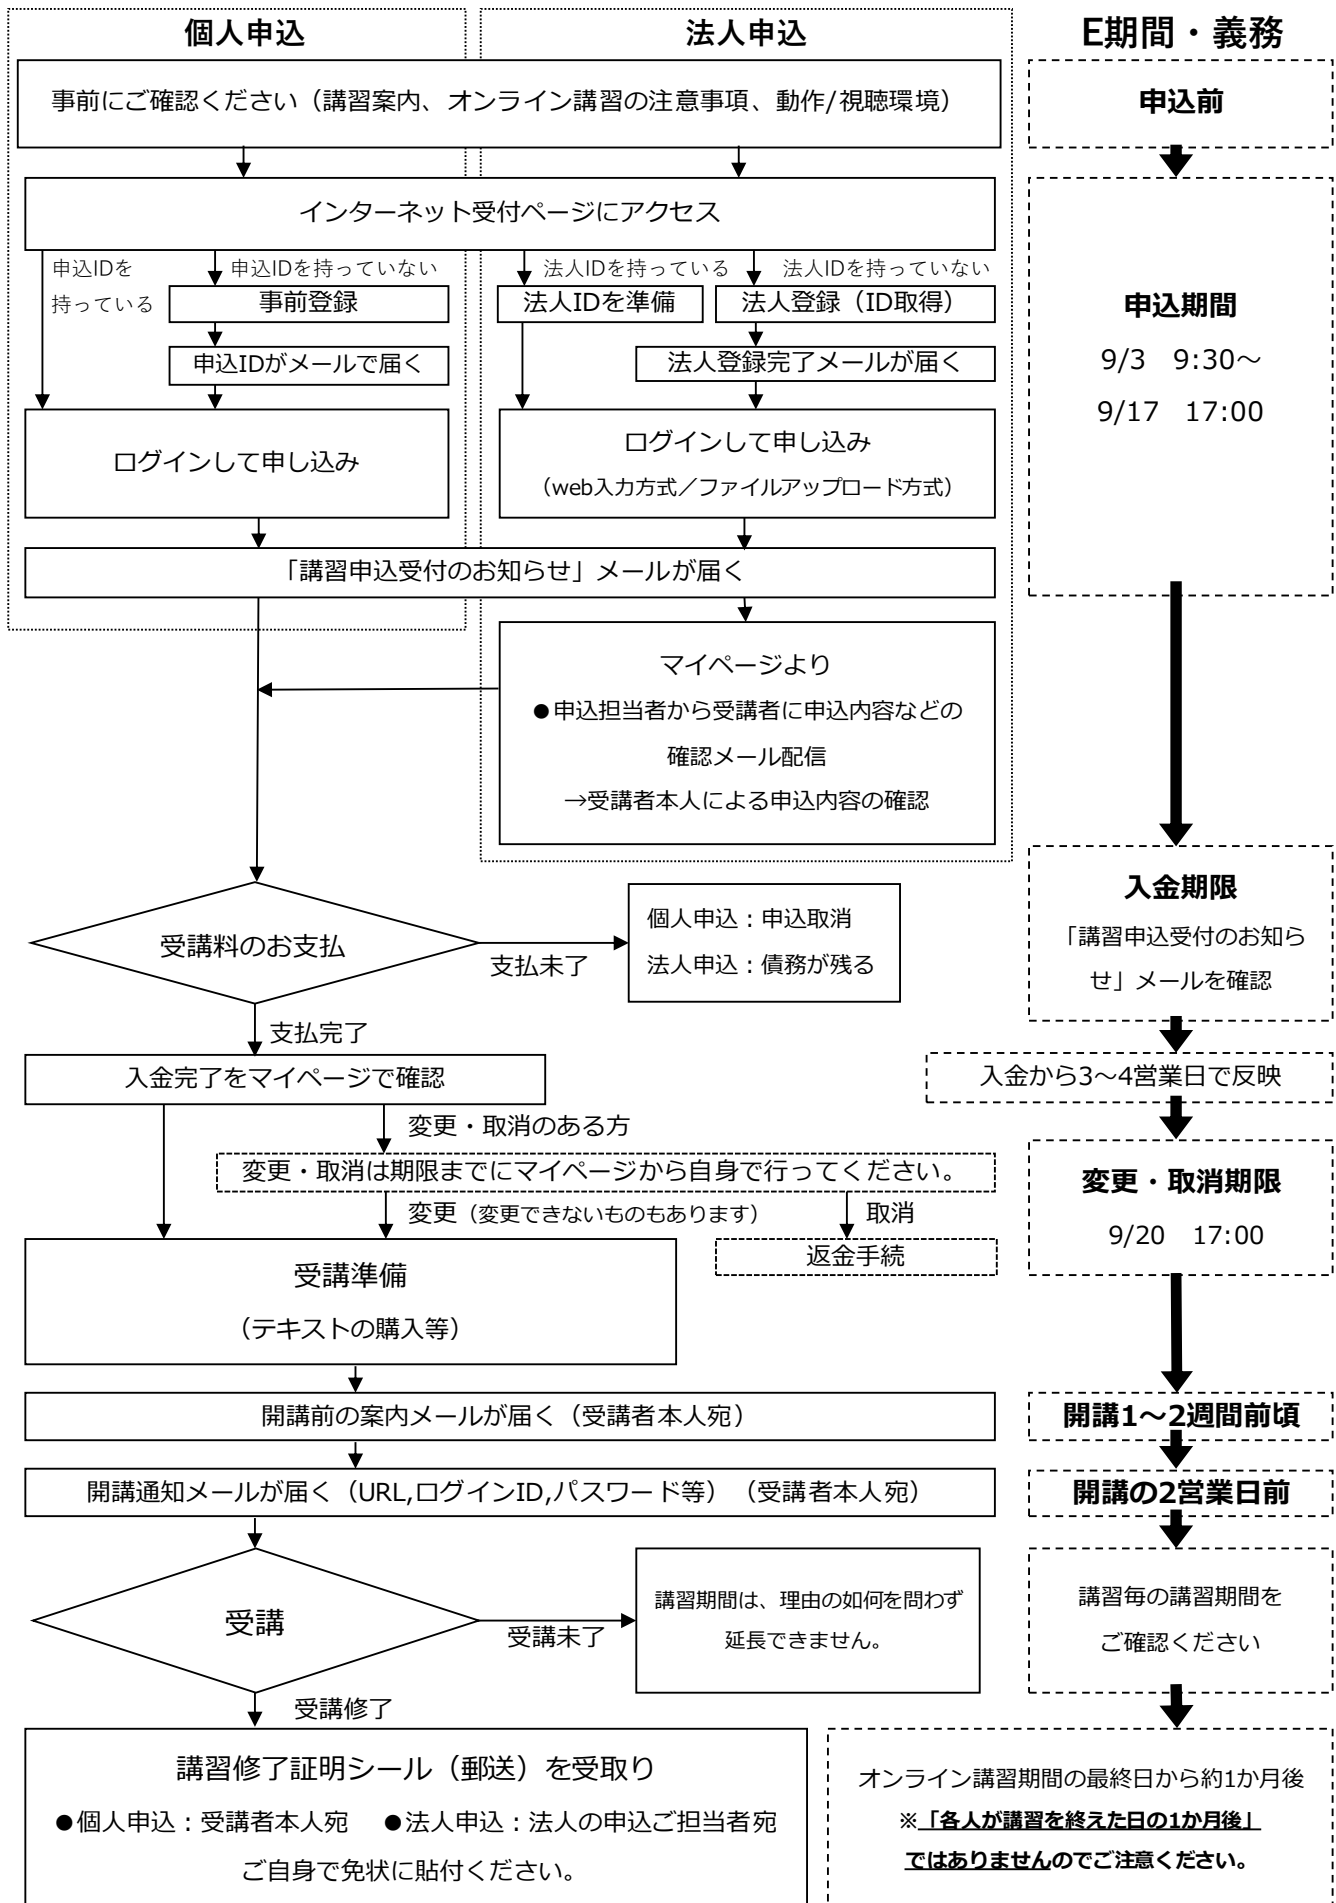 個人申込
法人申込
E期間・義務
事前にご確認ください（講習案内、オンライン講習の注意事項、動作/視聴環境）
申込前
インターネット受付ページにアクセス
申込IDを
持っている
申込IDを持っていない
法人IDを持っている
法人IDを持っていない
事前登録
法人IDを準備
法人登録（ID取得）
申込IDがメールで届く
法人登録完了メールが届く
申込期間
9/3　9:30～
9/17　17:00
ログインして申し込み
ログインして申し込み
（web入力方式／ファイルアップロード方式）
「講習申込受付のお知らせ」メールが届く
マイページより
●申込担当者から受講者に申込内容などの
確認メール配信
→受講者本人による申込内容の確認
受講料のお支払
支払未了
個人申込：申込取消
法人申込：債務が残る
入金期限
「講習申込受付のお知ら
せ」メールを確認
支払完了
入金完了をマイページで確認
入金から3～4営業日で反映
変更・取消のある方
変更・取消は期限までにマイページから自身で行ってください。
変更・取消期限
9/20　17:00
変更（変更できないものもあります）
取消
返金手続
受講準備
（テキストの購入等）
開講前の案内メールが届く（受講者本人宛）
開講1～2週間前頃
開講通知メールが届く（URL,ログインID,パスワード等）（受講者本人宛）
開講の2営業日前
受講
受講未了
講習期間は、理由の如何を問わず
延長できません。
講習毎の講習期間を
ご確認ください
受講修了
講習修了証明シール（郵送）を受取り
●個人申込：受講者本人宛　●法人申込：法人の申込ご担当者宛
ご自身で免状に貼付ください。
オンライン講習期間の最終日から約1か月後
※「各人が講習を終えた日の1か月後」
ではありませんのでご注意ください。